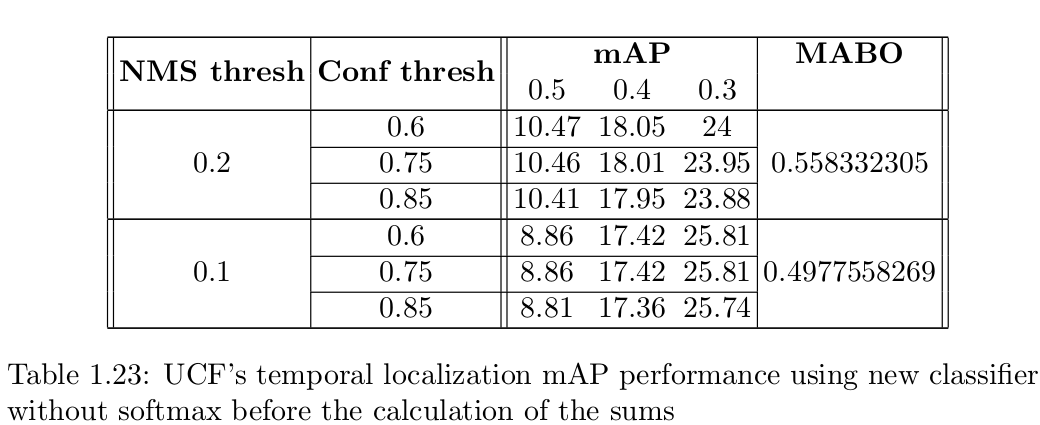 NMS thresh Conf thresh mAP MABO
0.5 0.4 0.3
0.2 0.6 10.47 18.05 24 0.558332305
0.75 10.46 18.01 23.95
0.85 10.41 17.95 23.88
0.1 0.6 8.86 17.42 25.81 0.4977558269
0.75 8.86 17.42 25.81
0.85 8.81 17.36 25.74
Table 1.23: UCF's temporal localization mAP performance using new classifier
without softmax before the calculation of the sums